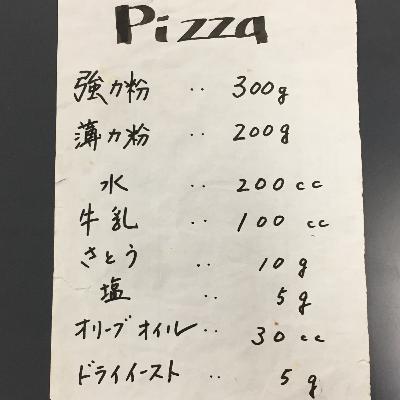 Pizza
強力粉 ‥ 300g
薄力粉 ‥ 200g
水 ‥ 200cc
牛乳 ‥ 100cc
さとう ‥ 10g
塩 ‥ 5g
オリーブオイル ‥ 30cc
ドライイースト ‥ 5g